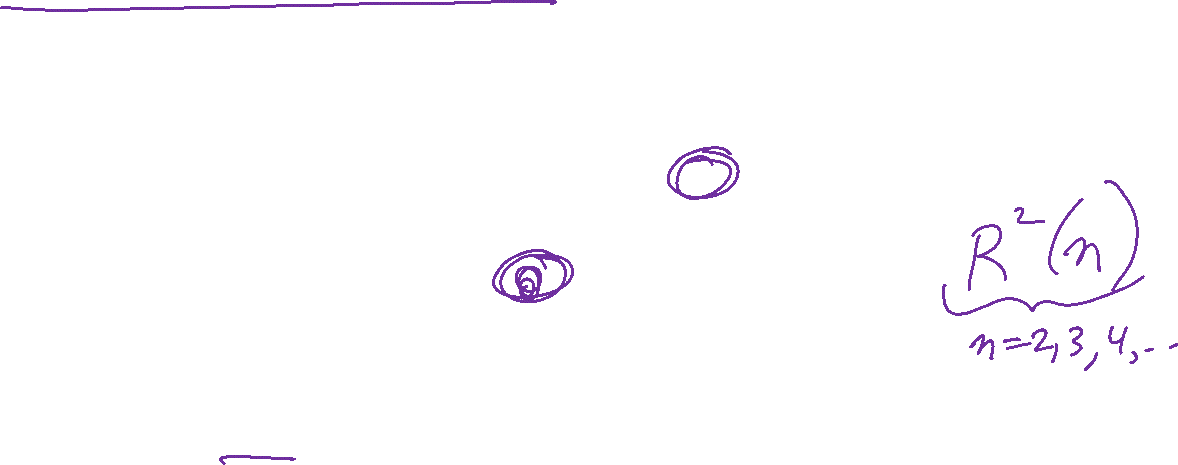 R²(n)
n=2,3,4,--